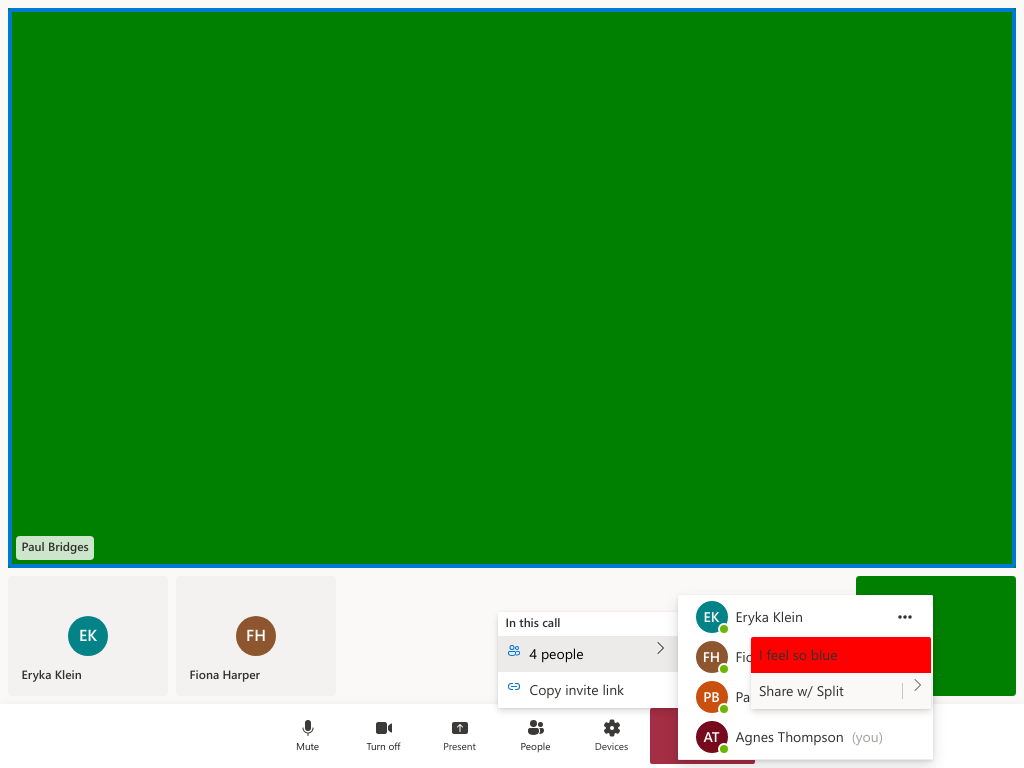 Paul Bridges
EK
Eryka Klein
FH
Fiona Harper
In this call
4 people
Copy invite link
EK
Eryka Klein
FH
Fio
I feel so blue
PB
Pa
Share w/ Split
AT
Agnes Thompson (you)
Mute
Turn off
Present
People
Devices